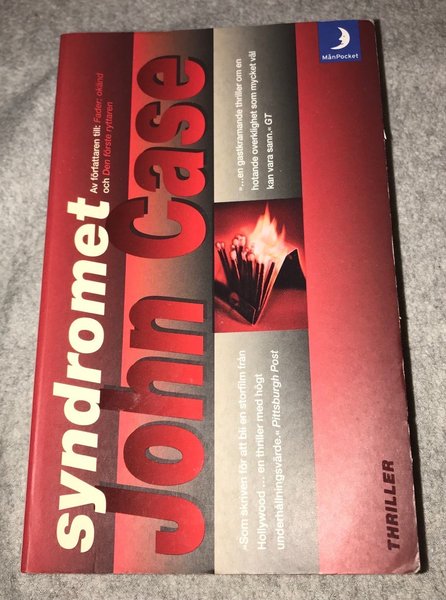 Av författaren till: Fader, okänd
och Den förste ryttaren
syndromet
John Case
»...en gastkramande thriller om en
hotande overklighet som mycket väl
kan vara sann.« GT
»Som skriven för att bli en storfilm från
Hollywood ... en thriller med högt
underhållningsvärde.« Pittsburgh Post
THRILLER
MånPocket